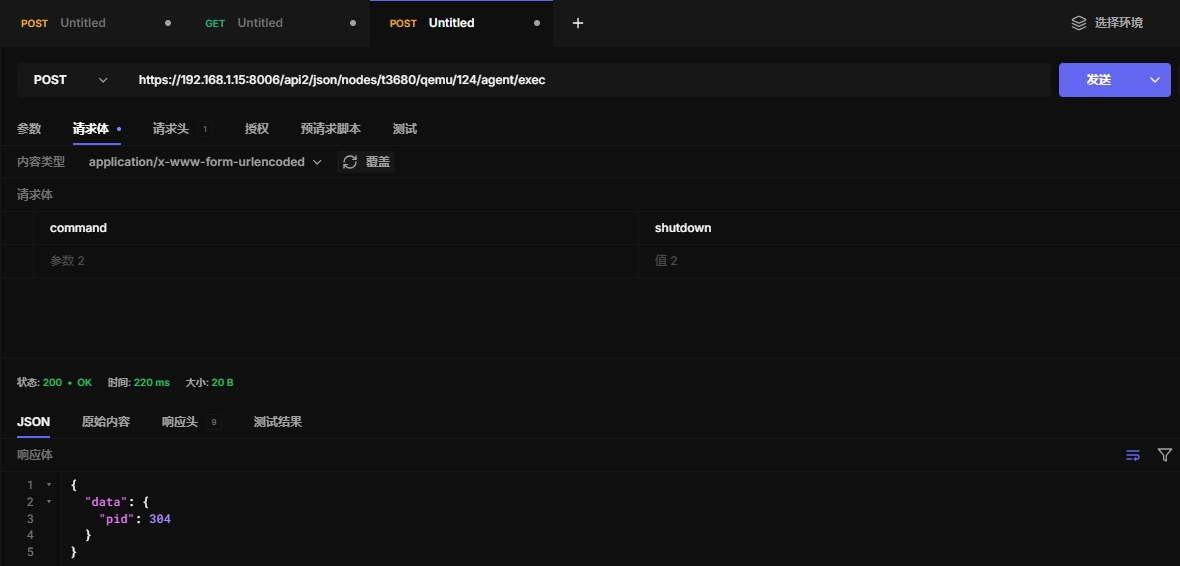 POST Untitled GET Untitled POST Untitled + 选择环境
POST https://192.168.1.15:8006/api2/json/nodes/t3680/qemu/124/agent/exec 发送
参数 请求体 请求头 1 授权 预请求脚本 测试
内容类型 application/x-www-form-urlencoded 覆盖
请求体
command shutdown
参数 2 值 2
状态: 200 • OK 时间: 220 ms 大小: 20 B
JSON 原始内容 响应头 9 测试结果
响应体
1 {
2 "data": {
3 "pid": 304
4 }
5 }